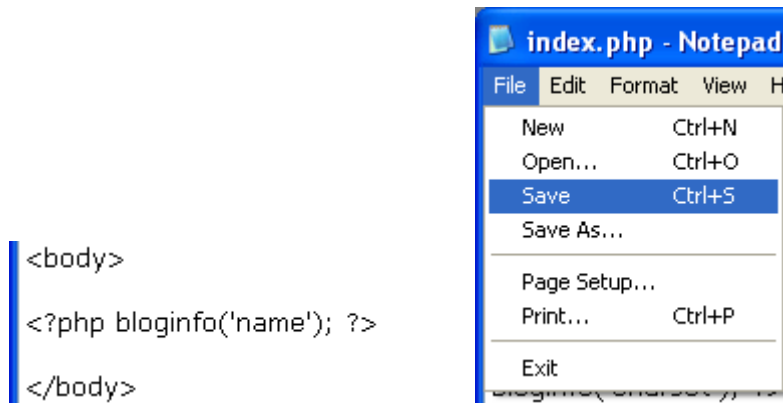 <body>
<?php bloginfo('name'); ?>
</body>
index.php - Notepad
File Edit Format View H
New Ctrl+N
Open... Ctrl+O
Save Ctrl+S
Save As...
Page Setup...
Print... Ctrl+P
Exit